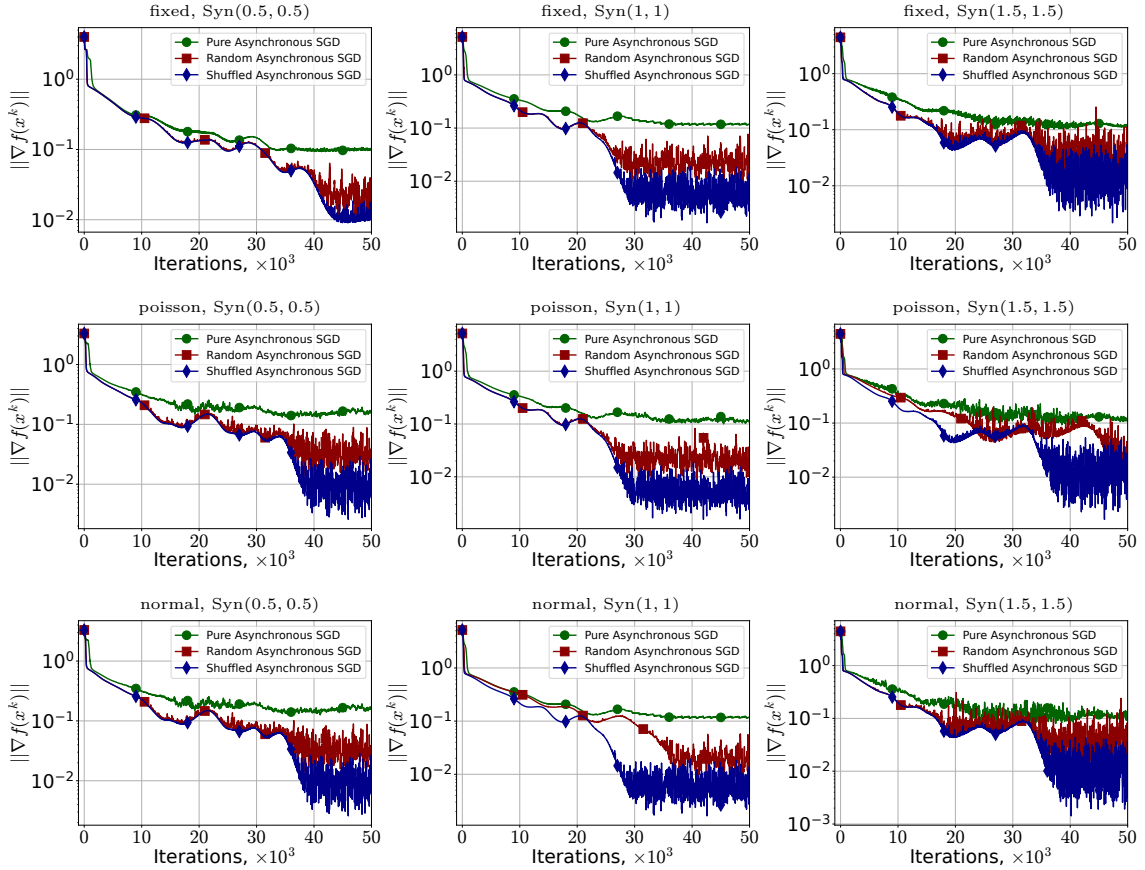 fixed, Syn(0.5, 0.5)
||∇f(x^k)||
10^0
10^{-1}
10^{-2}
Pure Asynchronous SGD
Random Asynchronous SGD
Shuffled Asynchronous SGD
0 10 20 30 40 50
Iterations, ×10^3
fixed, Syn(1, 1)
||∇f(x^k)||
10^0
10^{-1}
10^{-2}
Pure Asynchronous SGD
Random Asynchronous SGD
Shuffled Asynchronous SGD
0 10 20 30 40 50
Iterations, ×10^3
fixed, Syn(1.5, 1.5)
||∇f(x^k)||
10^0
10^{-1}
10^{-2}
Pure Asynchronous SGD
Random Asynchronous SGD
Shuffled Asynchronous SGD
0 10 20 30 40 50
Iterations, ×10^3
poisson, Syn(0.5, 0.5)
||∇f(x^k)||
10^0
10^{-1}
10^{-2}
Pure Asynchronous SGD
Random Asynchronous SGD
Shuffled Asynchronous SGD
0 10 20 30 40 50
Iterations, ×10^3
poisson, Syn(1, 1)
||∇f(x^k)||
10^0
10^{-1}
10^{-2}
Pure Asynchronous SGD
Random Asynchronous SGD
Shuffled Asynchronous SGD
0 10 20 30 40 50
Iterations, ×10^3
poisson, Syn(1.5, 1.5)
||∇f(x^k)||
10^0
10^{-1}
10^{-2}
Pure Asynchronous SGD
Random Asynchronous SGD
Shuffled Asynchronous SGD
0 10 20 30 40 50
Iterations, ×10^3
normal, Syn(0.5, 0.5)
||∇f(x^k)||
10^0
10^{-1}
10^{-2}
Pure Asynchronous SGD
Random Asynchronous SGD
Shuffled Asynchronous SGD
0 10 20 30 40 50
Iterations, ×10^3
normal, Syn(1, 1)
||∇f(x^k)||
10^0
10^{-1}
10^{-2}
Pure Asynchronous SGD
Random Asynchronous SGD
Shuffled Asynchronous SGD
0 10 20 30 40 50
Iterations, ×10^3
normal, Syn(1.5, 1.5)
||∇f(x^k)||
10^0
10^{-1}
10^{-2}
10^{-3}
Pure Asynchronous SGD
Random Asynchronous SGD
Shuffled Asynchronous SGD
0 10 20 30 40 50
Iterations, ×10^3